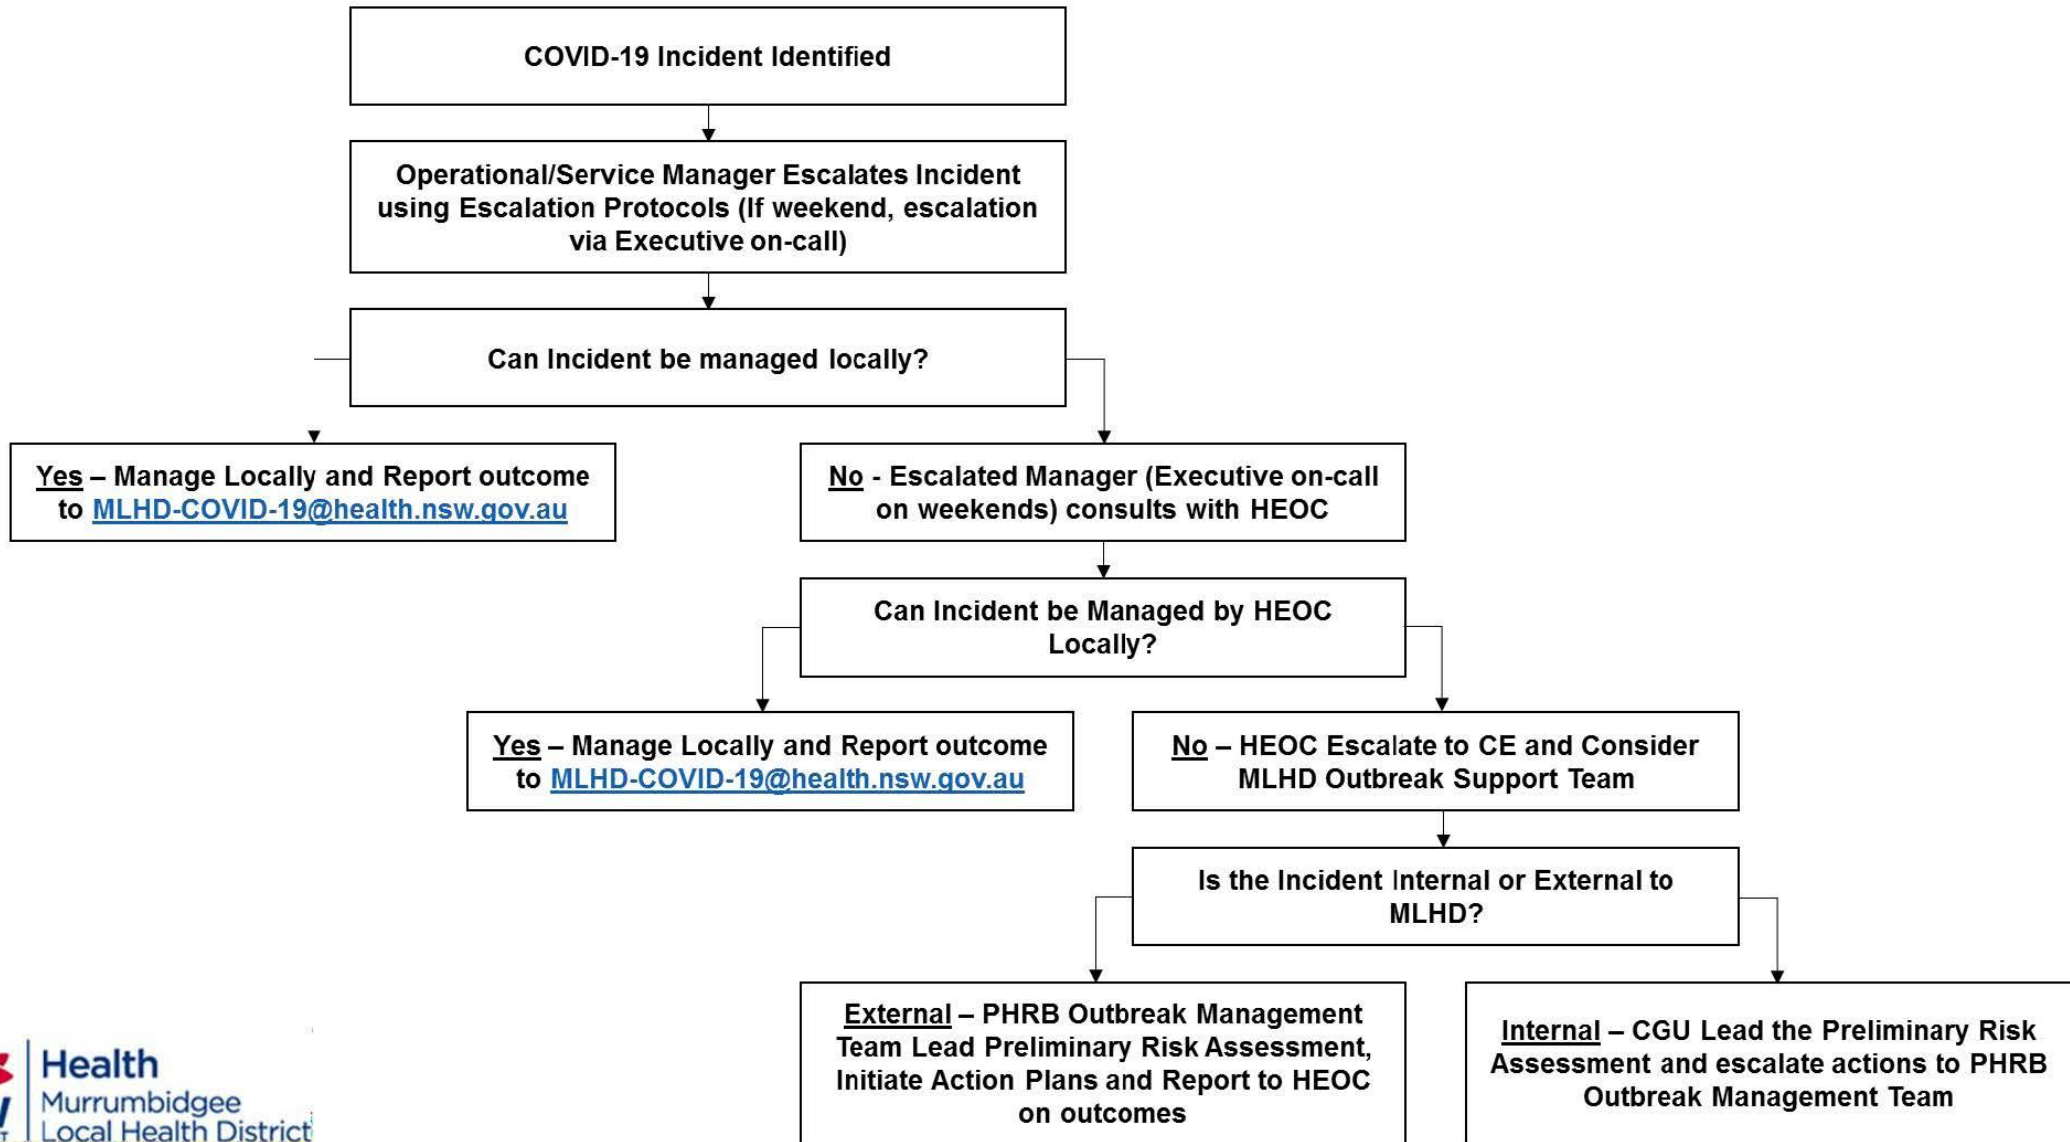 COVID-19 Incident Identified
Operational/Service Manager Escalates Incident
using Escalation Protocols (If weekend, escalation
via Executive on-call)
Can Incident be managed locally?
Yes – Manage Locally and Report outcome
to MLHD-COVID-19@health.nsw.gov.au
No - Escalated Manager (Executive on-call
on weekends) consults with HEOC
Can Incident be Managed by HEOC
Locally?
Yes – Manage Locally and Report outcome
to MLHD-COVID-19@health.nsw.gov.au
No – HEOC Escalate to CE and Consider
MLHD Outbreak Support Team
Is the Incident Internal or External to
MLHD?
External – PHRB Outbreak Management
Team Lead Preliminary Risk Assessment,
Initiate Action Plans and Report to HEOC
on outcomes
Internal – CGU Lead the Preliminary Risk
Assessment and escalate actions to PHRB
Outbreak Management Team
Health
Murrumbidgee
Local Health District